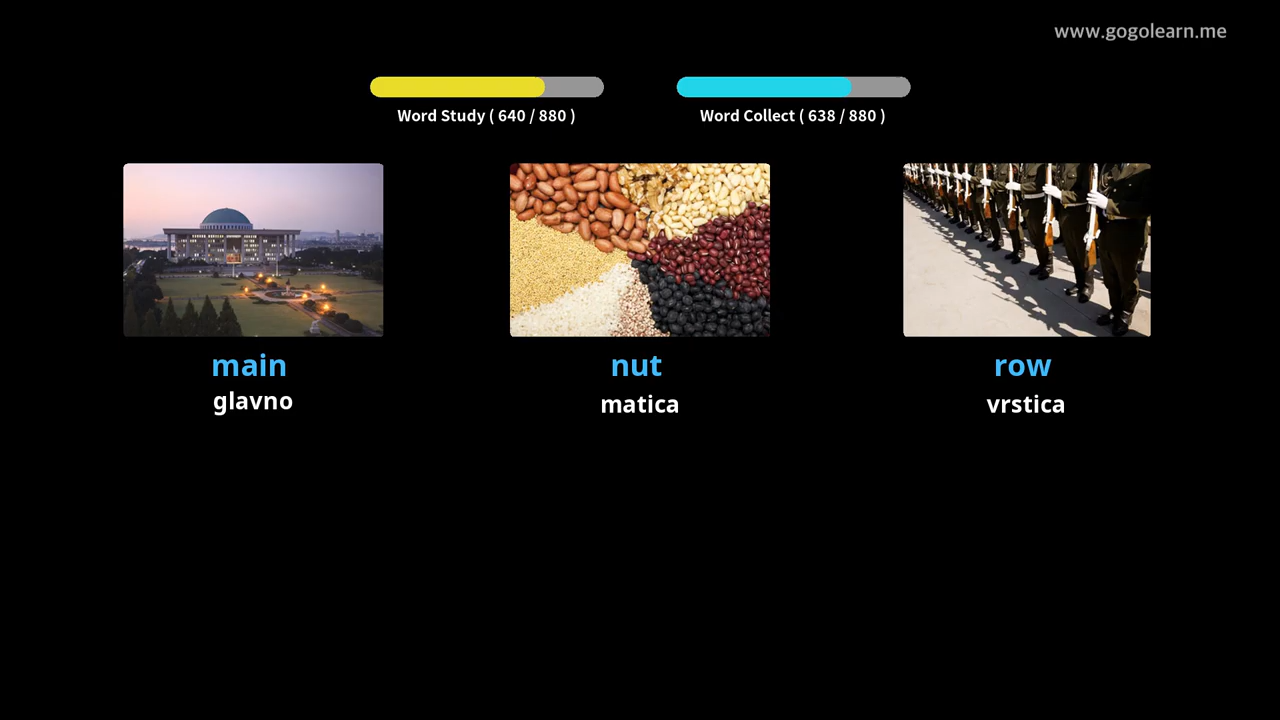 www.gogolearn.me
Word Study ( 640 / 880 )
Word Collect ( 638 / 880 )
main
glavno
nut
matica
row
vrstica